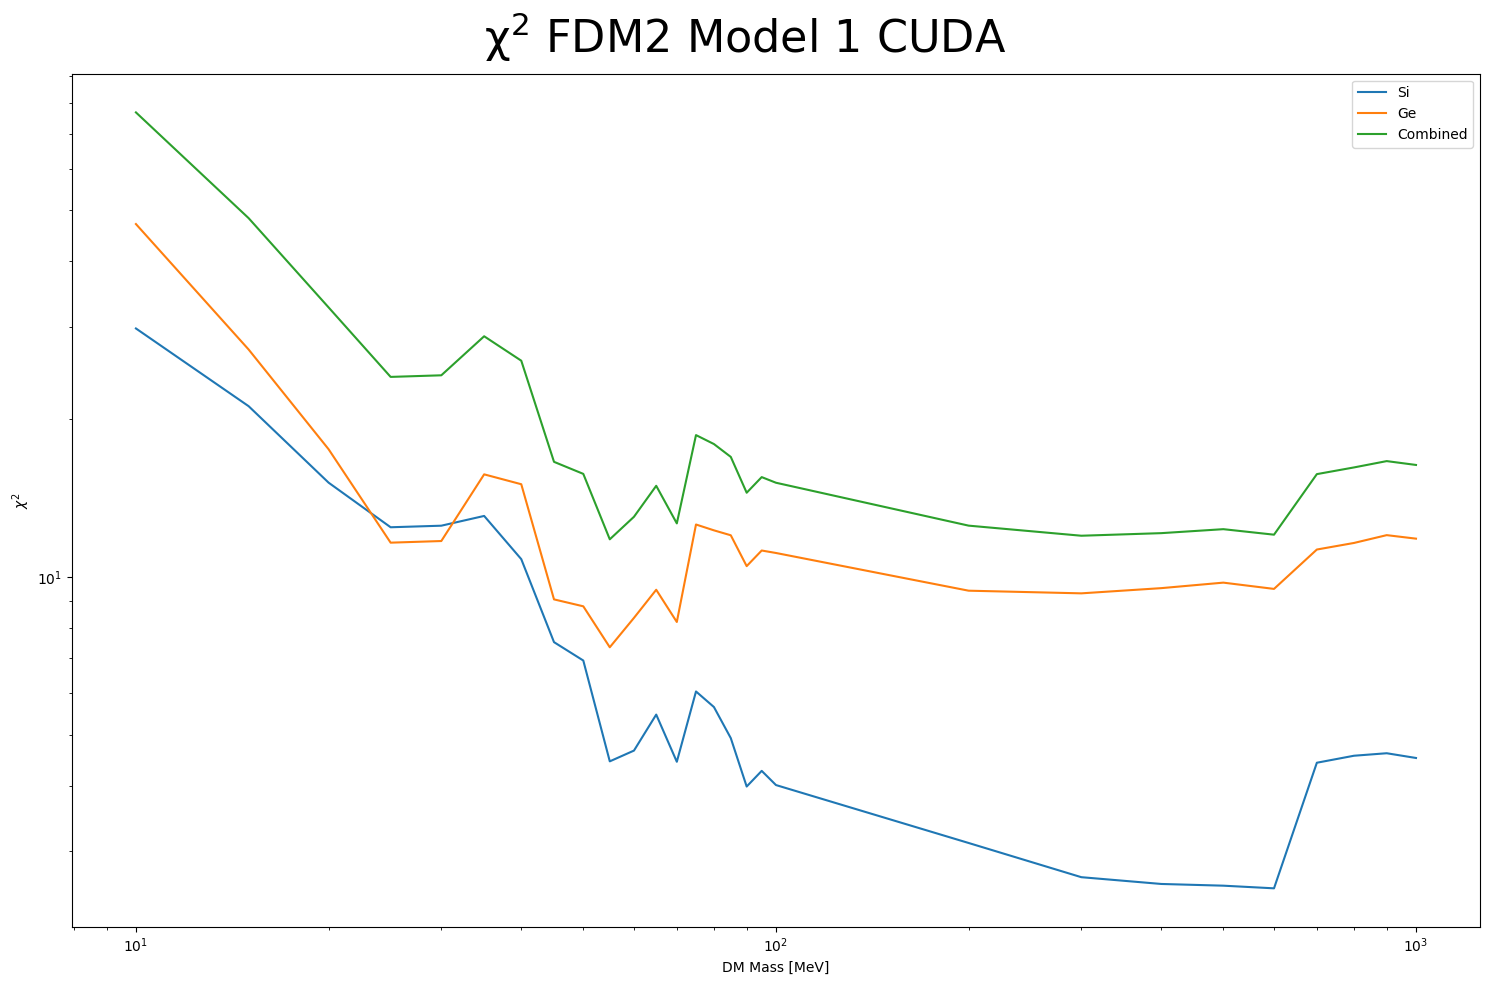 χ² FDM2 Model 1 CUDA
Si
Ge
Combined
χ²
10¹
10¹
10²
10³
DM Mass [MeV]